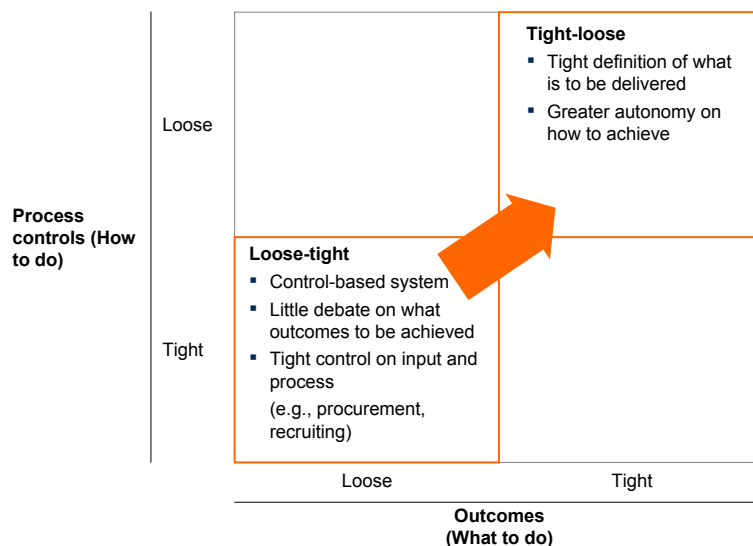 Tight-loose
▪ Tight definition of what
is to be delivered
▪ Greater autonomy on
how to achieve
Loose
Process
controls (How
to do)
Loose-tight
▪ Control-based system
▪ Little debate on what
outcomes to be achieved
▪ Tight control on input and
process
(e.g., procurement,
recruiting)
Tight
Loose
Tight
Outcomes
(What to do)